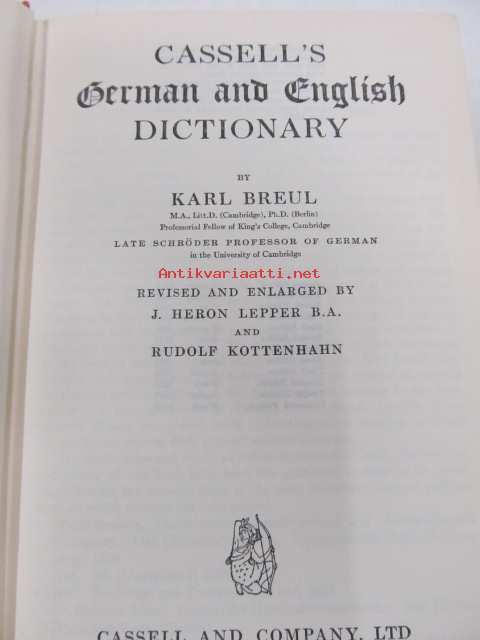 CASSELL'S
German and English
DICTIONARY
BY
KARL BREUL
M.A., Litt.D. (Cambridge), Ph.D. (Berlin)
Professorial Fellow of King's College, Cambridge
LATE SCHRÖDER PROFESSOR OF GERMAN
in the University of Cambridge
Antikvariaatti.net
REVISED AND ENLARGED BY
J. HERON LEPPER B.A.
AND
RUDOLF KOTTENHAHN
CASSELL AND COMPANY, LTD